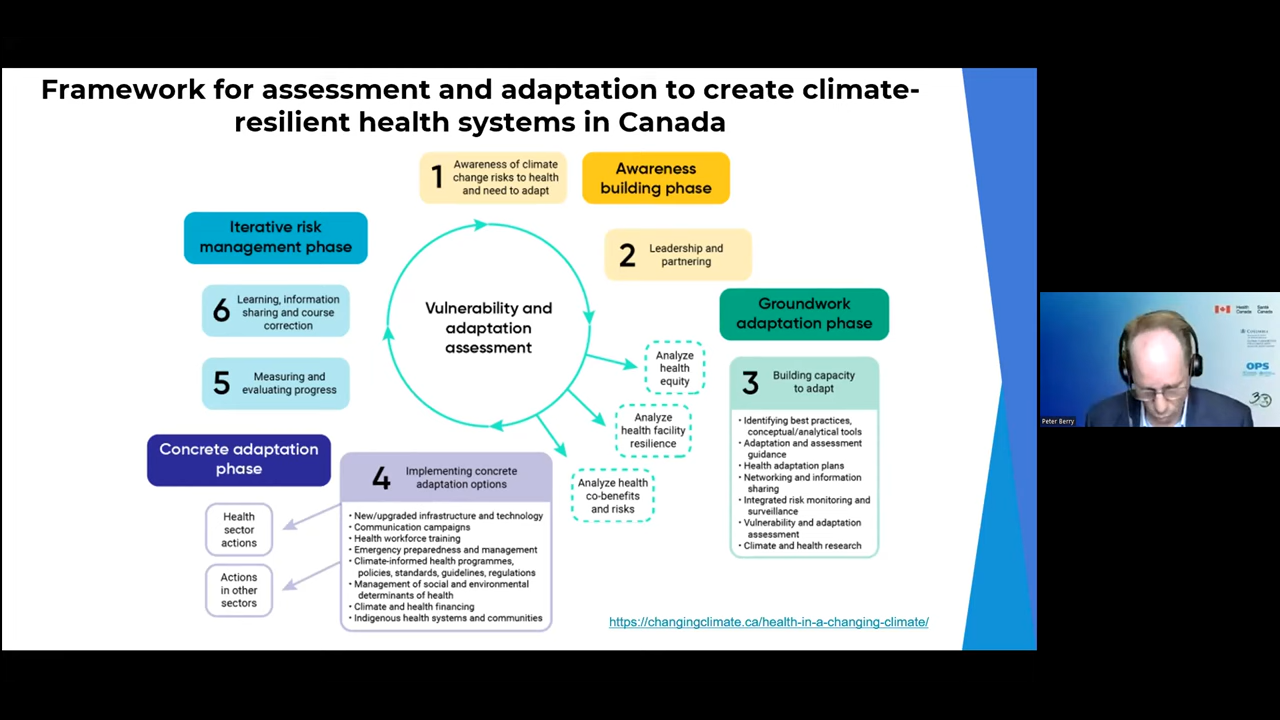 Framework for assessment and adaptation to create climate-
resilient health systems in Canada
1
Awareness of climate
change risks to health
and need to adapt
Awareness
building phase
2
Leadership and
partnering
Iterative risk
management phase
6
Learning, information
sharing and course
correction
5
Measuring and
evaluating progress
Vulnerability and
adaptation
assessment
Groundwork
adaptation phase
3
Building capacity
to adapt
• Identifying best practices,
conceptual/analytical tools
• Adaptation and assessment
guidance
• Health adaptation plans
• Networking and information
sharing
• Integrated risk monitoring and
surveillance
• Vulnerability and adaptation
assessment
• Climate and health research
Analyze
health
equity
Analyze
health facility
resilience
Analyze health
co-benefits
and risks
Concrete adaptation
phase
4
Implementing concrete
adaptation options
• New/upgraded infrastructure and technology
• Communication campaigns
• Health workforce training
• Emergency preparedness and management
• Climate-informed health programmes,
policies, standards, guidelines, regulations
• Management of social and environmental
determinants of health
• Climate and health financing
• Indigenous health systems and communities
Health
sector
actions
Actions
in other
sectors
https://changingclimate.ca/health-in-a-changing-climate/
Health Santé
Canada Canada
OPS
Peter Berry